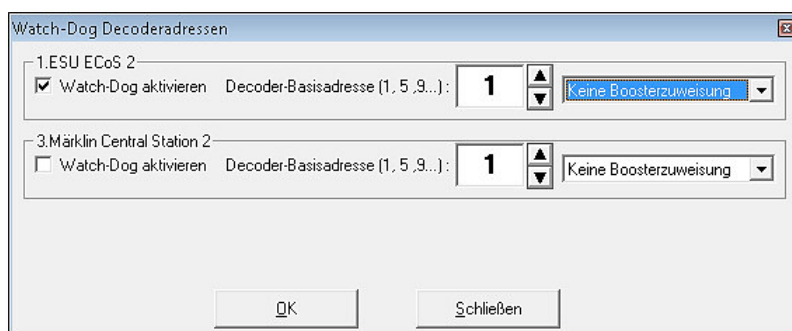 Watch-Dog Decoderadressen
1.ESU ECoS 2
Watch-Dog aktivieren Decoder-Basisadresse (1, 5 ,9...) : 1 Keine Boosterzuweisung
3.Märklin Central Station 2
Watch-Dog aktivieren Decoder-Basisadresse (1, 5 ,9...) : 1 Keine Boosterzuweisung
OK Schließen